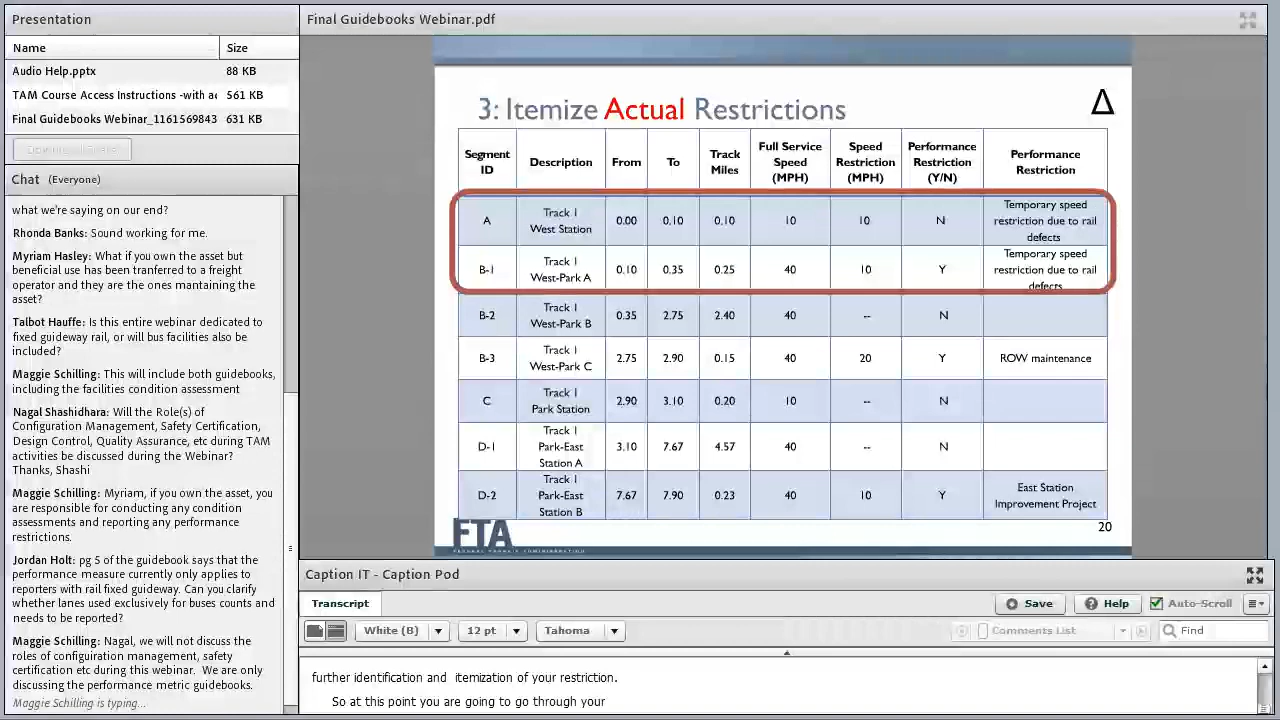 Presentation
Name Size
Audio Help.pptx 88 KB
TAM Course Access Instructions -with ac 561 KB
Final Guidebooks Webinar_1161569843 631 KB
Chat (Everyone)
what we're saying on our end?
Rhonda Banks: Sound working for me.
Myriam Hasley: What if you own the asset but
beneficial use has been tranferred to a freight
operator and they are the ones mantaining the
asset?
Talbot Hauffe: Is this entire webinar dedicated to
fixed guideway rail, or will bus facilities also be
included?
Maggie Schilling: This will include both guidebooks,
including the facilities condition assessment
Nagal Shashidhara: Will the Role(s) of
Configuration Management, Safety Certification,
Design Control, Quality Assurance, etc during TAM
activities be discussed during the Webinar?
Thanks, Shashi
Maggie Schilling: Myriam, if you own the asset, you
are responsible for conducting any condition
assessments and reporting any performance
restrictions.
Jordan Holt: pg 5 of the guidebook says that the
performance measure currently only applies to
reporters with rail fixed guideway. Can you clarify
whether lanes used exclusively for buses counts and
needs to be reported?
Maggie Schilling: Nagal, we will not discuss the
roles of configuiration management, safety
certification etc during this webinar. We are only
discussing the performance metric guidebooks.
Maggie Schilling is typing...
Final Guidebooks Webinar.pdf
3: Itemize Actual Restrictions Δ
Segment ID Description From To Track Miles Full Service Speed (MPH) Speed Restriction (MPH) Performance Restriction (Y/N) Performance Restriction
A Track 1 West Station 0.00 0.10 0.10 10 10 N Temporary speed restriction due to rail defects
B-1 Track 1 West-Park A 0.10 0.35 0.25 40 10 Y Temporary speed restriction due to rail defects
B-2 Track 1 West-Park B 0.35 2.75 2.40 40 -- N
B-3 Track 1 West-Park C 2.75 2.90 0.15 40 20 Y ROW maintenance
C Track 1 Park Station 2.90 3.10 0.20 10 -- N
D-1 Track 1 Park-East Station A 3.10 7.67 4.57 40 -- N
D-2 Track 1 Park-East Station B 7.67 7.90 0.23 40 10 Y East Station Improvement Project
FTA
20
Caption IT - Caption Pod
Transcript Save Help Auto-Scroll
White (B) 12 pt Tahoma Comments List Find
further identification and itemization of your restriction.
So at this point you are going to go through your